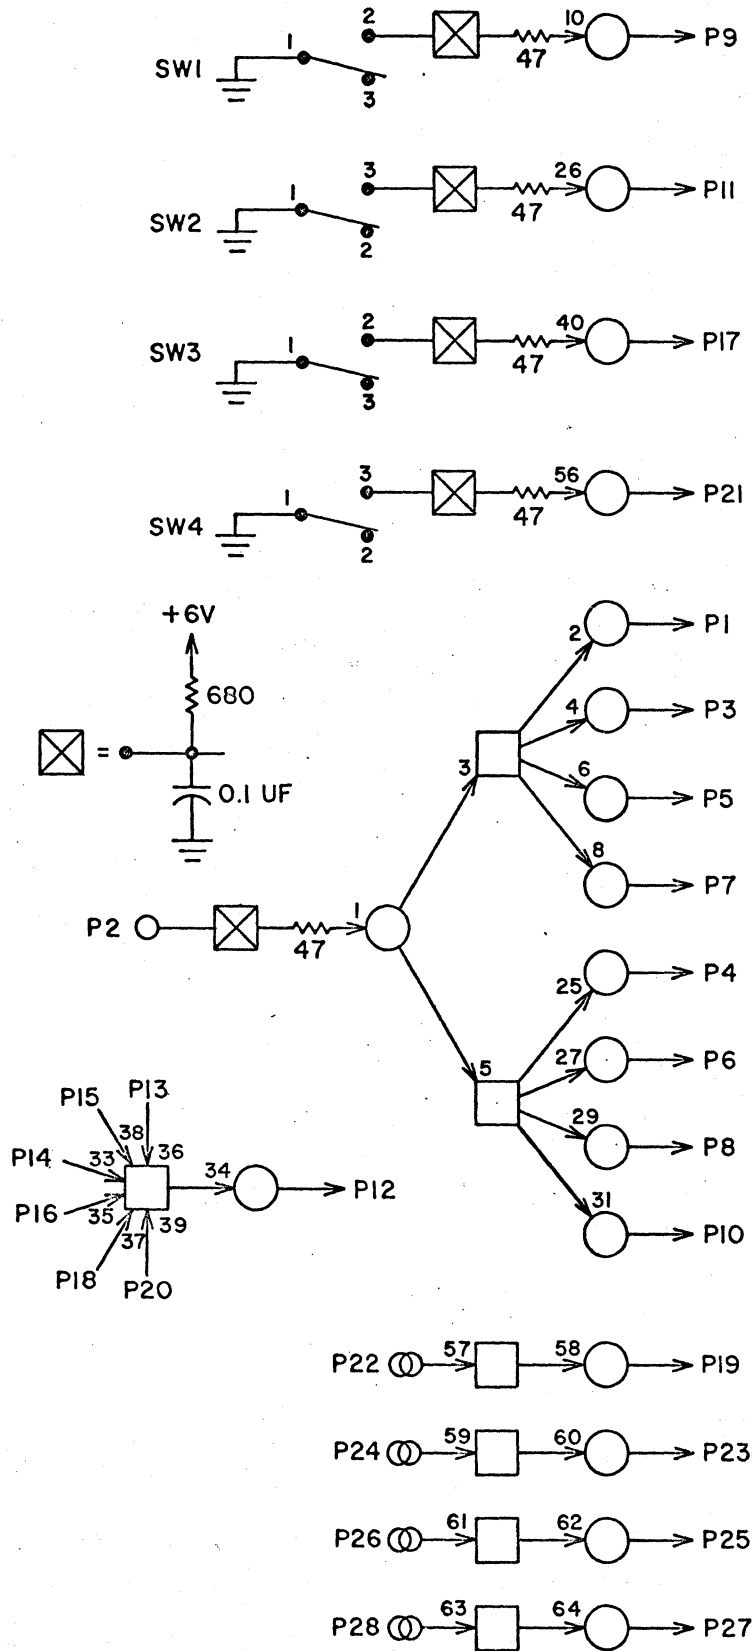 2 10 P9
1
SW1 47
3
3 26 P11
1
SW2 47
2
2 40 P17
1
SW3 47
3
3 56 P21
1
SW4 47
2
+6V
2 P1
680
4 P3
=
3
6 P5
0.1 UF
8 P7
P2 47 1
25 P4
5 27 P6
29 P8
31 P10
P15 P13
38 36
P14 33 34 P12
P16 35 37 39
P18 P20
P22 57 58 P19
P24 59 60 P23
P26 61 62 P25
P28 63 64 P27